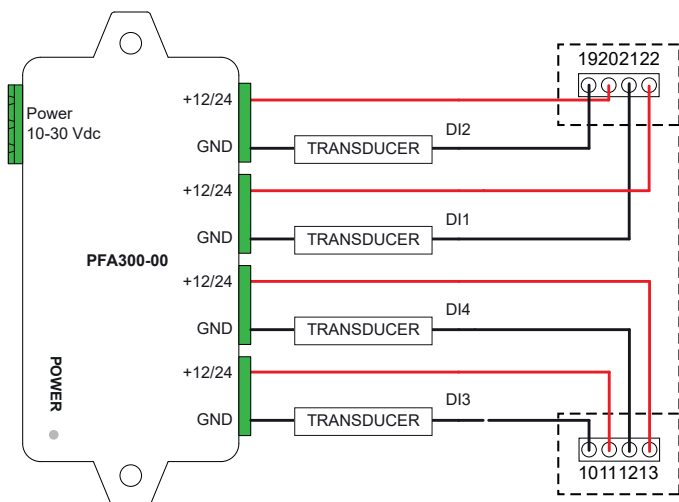 19202122
+12/24
Power
10-30 Vdc
DI2
GND
TRANSDUCER
+12/24
DI1
GND
TRANSDUCER
PFA300-00
+12/24
DI4
GND
TRANSDUCER
POWER
+12/24
DI3
GND
TRANSDUCER
10111213